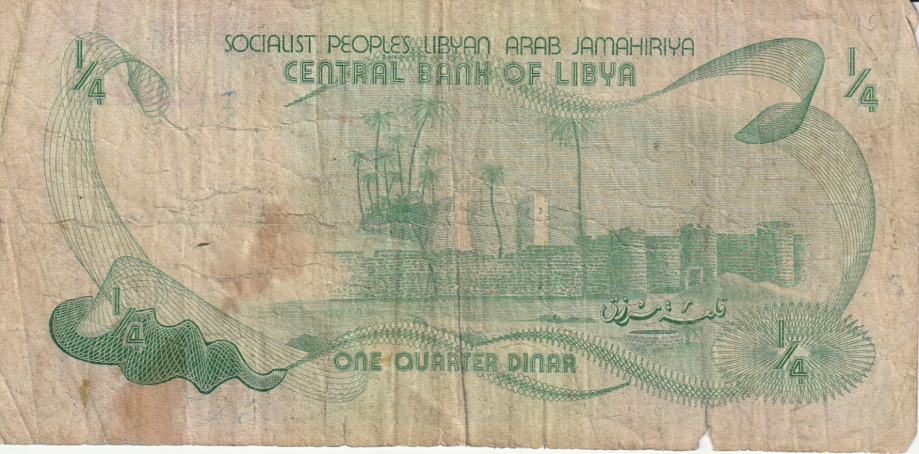 SOCIALIST PEOPLES LIBYAN ARAB JAMAHIRIYA
CENTRAL BANK OF LIBYA
1/4
1/4
قلعة مرزق
1/4
ONE QUARTER DINAR
1/4